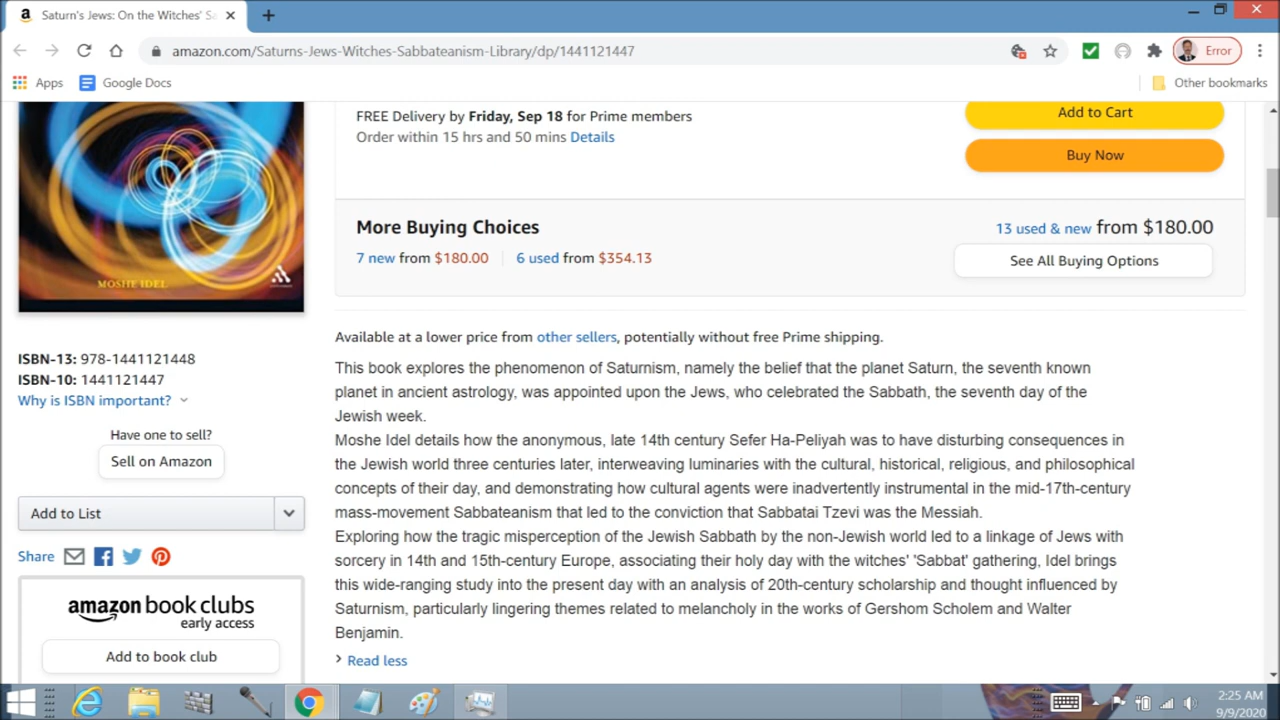 Saturn's Jews: On the Witches' Sa
amazon.com/Saturns-Jews-Witches-Sabbateanism-Library/dp/1441121447
Error
Apps
Google Docs
Other bookmarks
MOSHE IDEL
FREE Delivery by Friday, Sep 18 for Prime members
Order within 15 hrs and 50 mins Details
Add to Cart
Buy Now
More Buying Choices
7 new from $180.00
6 used from $354.13
13 used & new from $180.00
See All Buying Options
ISBN-13: 978-1441121448
ISBN-10: 1441121447
Why is ISBN important?
Have one to sell?
Sell on Amazon
Add to List
Share
amazon book clubs
early access
Add to book club
Available at a lower price from other sellers, potentially without free Prime shipping.
This book explores the phenomenon of Saturnism, namely the belief that the planet Saturn, the seventh known
planet in ancient astrology, was appointed upon the Jews, who celebrated the Sabbath, the seventh day of the
Jewish week.
Moshe Idel details how the anonymous, late 14th century Sefer Ha-Peliyah was to have disturbing consequences in
the Jewish world three centuries later, interweaving luminaries with the cultural, historical, religious, and philosophical
concepts of their day, and demonstrating how cultural agents were inadvertently instrumental in the mid-17th-century
mass-movement Sabbateanism that led to the conviction that Sabbatai Tzevi was the Messiah.
Exploring how the tragic misperception of the Jewish Sabbath by the non-Jewish world led to a linkage of Jews with
sorcery in 14th and 15th-century Europe, associating their holy day with the witches' 'Sabbat' gathering, Idel brings
this wide-ranging study into the present day with an analysis of 20th-century scholarship and thought influenced by
Saturnism, particularly lingering themes related to melancholy in the works of Gershom Scholem and Walter
Benjamin.
Read less
2:25 AM
9/9/2020